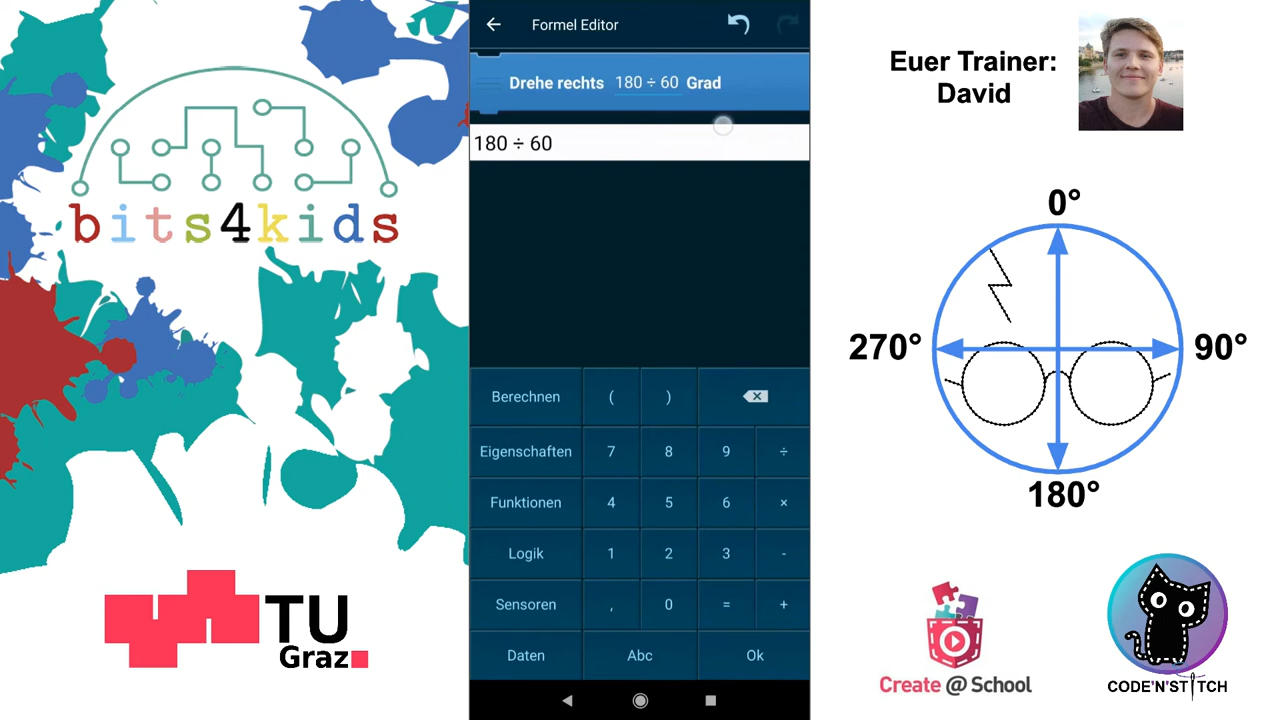 bits4kids
TU
Graz
Formel Editor
Drehe rechts 180 ÷ 60 Grad
180 ÷ 60
Berechnen ( )
Eigenschaften 7 8 9 ÷
Funktionen 4 5 6 ×
Logik 1 2 3 -
Sensoren , 0 = +
Daten Abc Ok
Euer Trainer:
David
0°
270° 90°
180°
Create @ School
CODE'N'STITCH